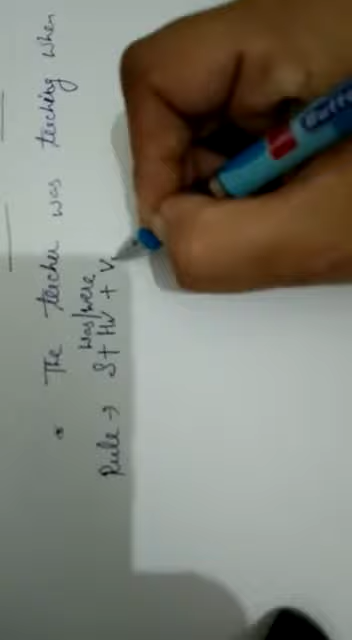 * The teacher was teaching when
was/were
Rule → S + HV + V